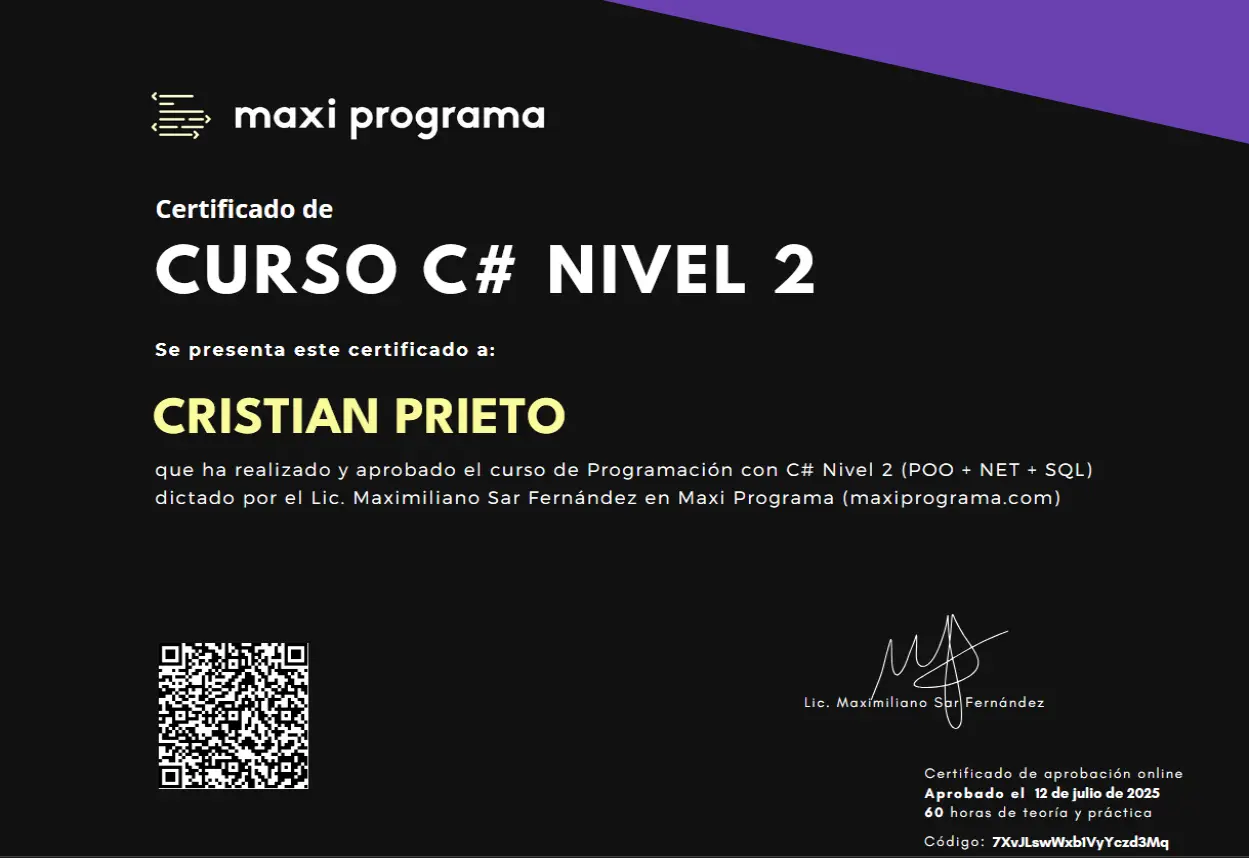 maxi programa
Certificado de
CURSO C# NIVEL 2
Se presenta este certificado a:
CRISTIAN PRIETO
que ha realizado y aprobado el curso de Programación con C# Nivel 2 (POO + NET + SQL)
dictado por el Lic. Maximiliano Sar Fernández en Maxi Programa (maxiprograma.com)
Lic. Maximiliano Sar Fernández
Certificado de aprobación online
Aprobado el 12 de julio de 2025
60 horas de teoría y práctica
Código: 7XvJLswWxb1VyYczd3Mq